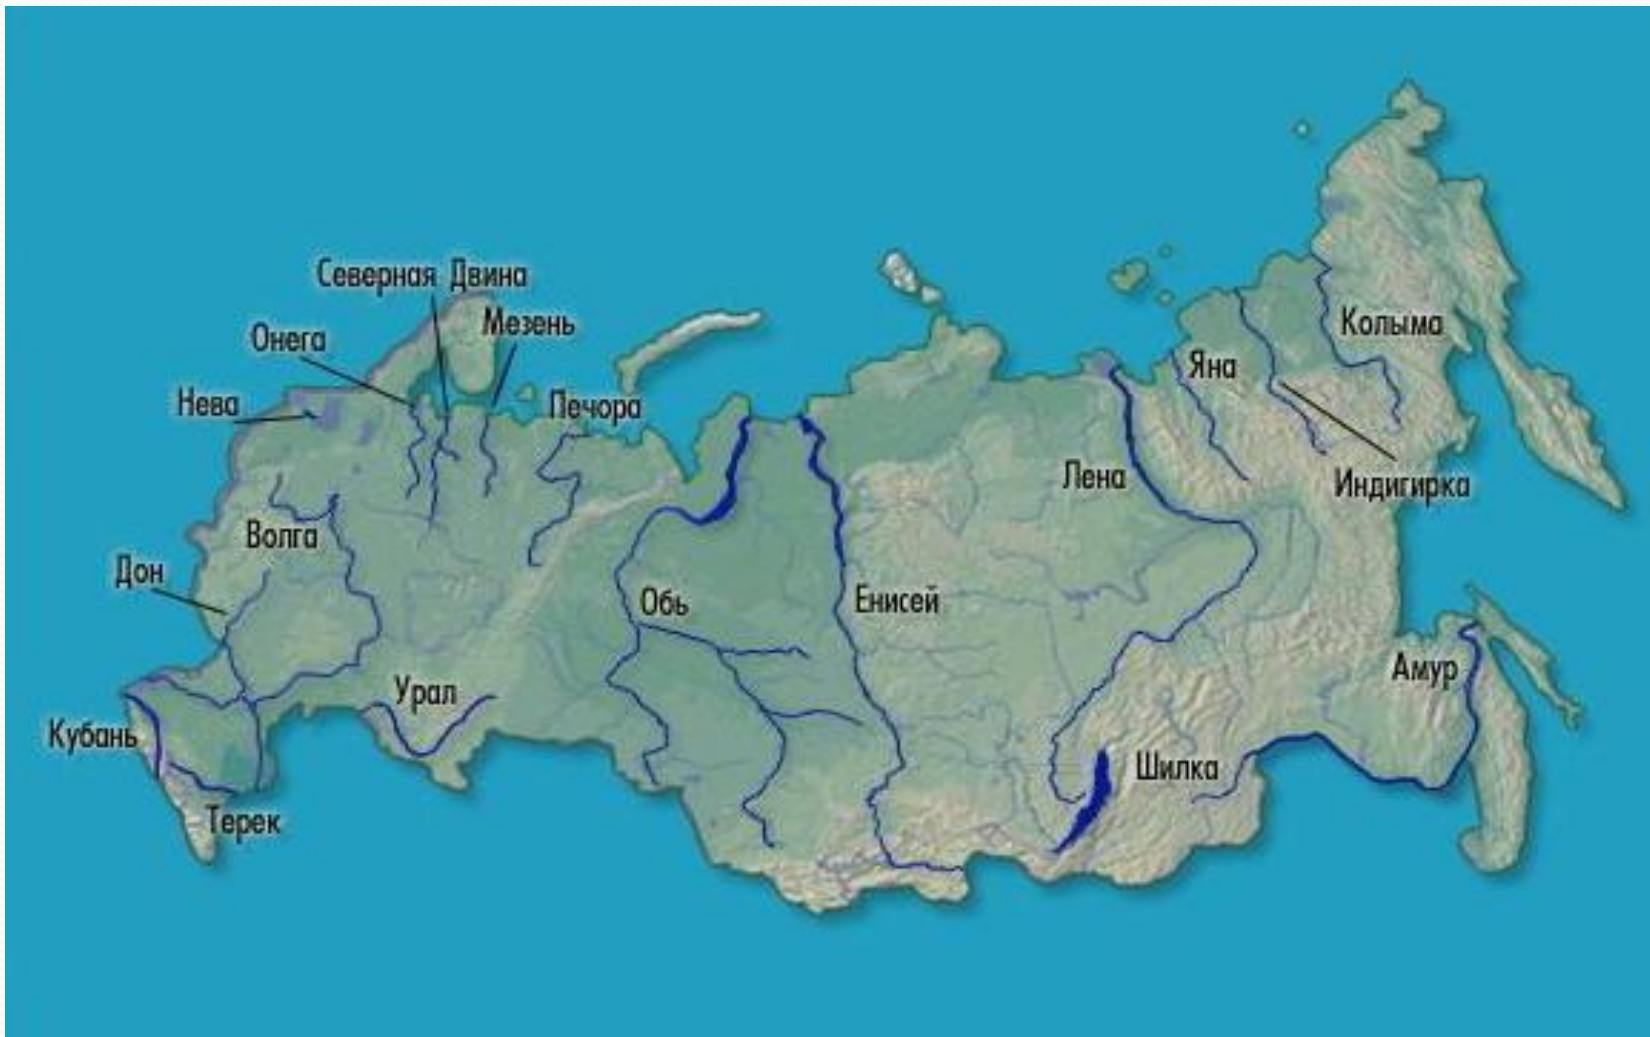 Северная Двина
Мезень
Онега
Нева
Печора
Колыма
Яна
Лена
Индигирка
Волга
Дон
Обь
Енисей
Амур
Урал
Кубань
Шилка
Терек